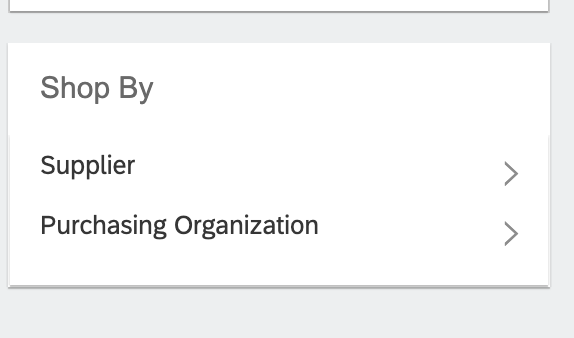 Shop By
Supplier
Purchasing Organization